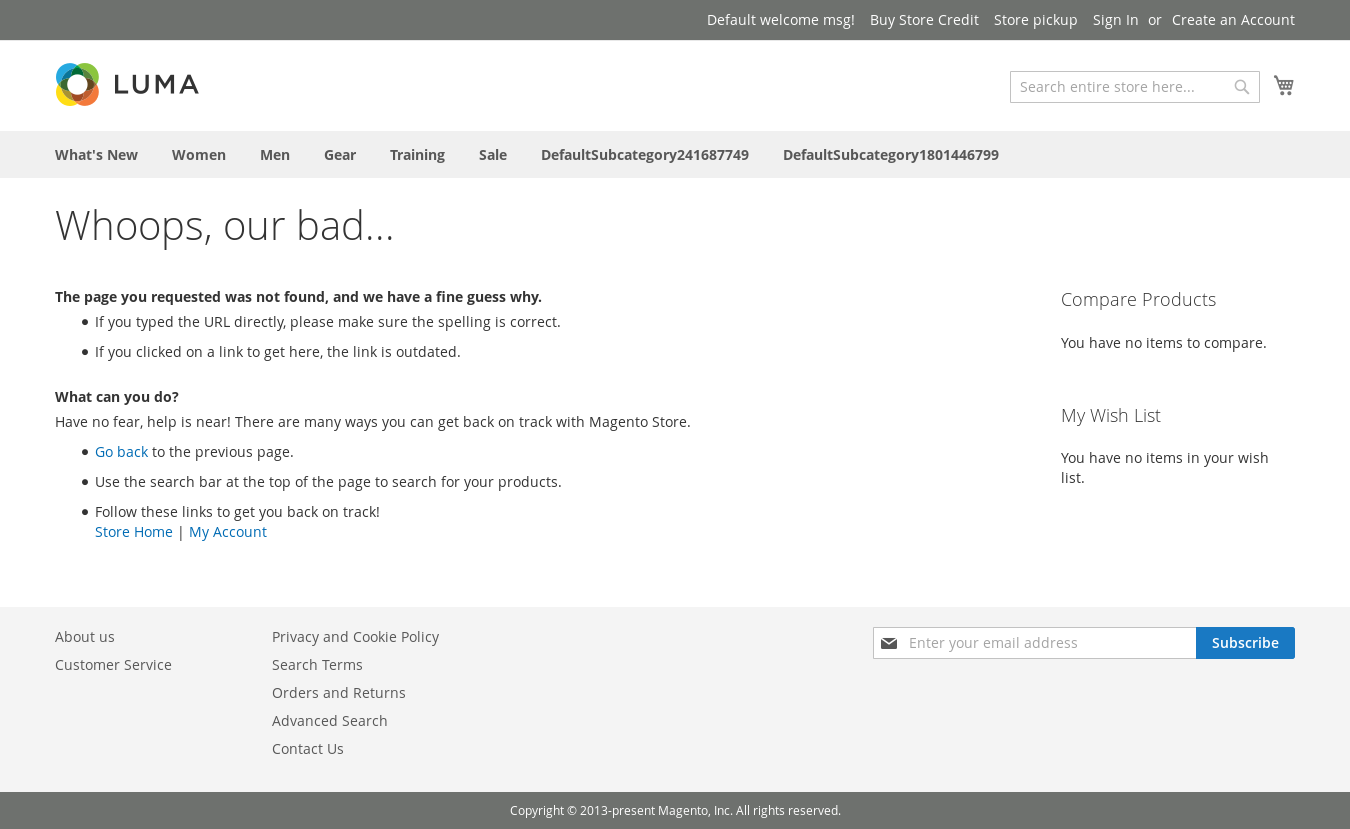 Default welcome msg! Buy Store Credit Store pickup Sign In or Create an Account
LUMA
Search entire store here...
What's New Women Men Gear Training Sale DefaultSubcategory241687749 DefaultSubcategory1801446799
Whoops, our bad...
The page you requested was not found, and we have a fine guess why.
If you typed the URL directly, please make sure the spelling is correct.
If you clicked on a link to get here, the link is outdated.
What can you do?
Have no fear, help is near! There are many ways you can get back on track with Magento Store.
Go back to the previous page.
Use the search bar at the top of the page to search for your products.
Follow these links to get you back on track!
Store Home | My Account
Compare Products
You have no items to compare.
My Wish List
You have no items in your wish
list.
About us
Customer Service
Privacy and Cookie Policy
Search Terms
Orders and Returns
Advanced Search
Contact Us
Enter your email address
Subscribe
Copyright © 2013-present Magento, Inc. All rights reserved.